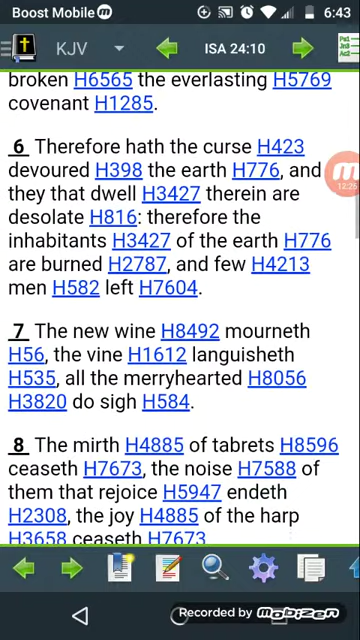 Boost Mobile 6:43
KJV ISA 24:10
broken H6565 the everlasting H5769
covenant H1285.
6 Therefore hath the curse H423
devoured H398 the earth H776, and
they that dwell H3427 therein are
desolate H816: therefore the
inhabitants H3427 of the earth H776
are burned H2787, and few H4213
men H582 left H7604.
7 The new wine H8492 mourneth
H56, the vine H1612 languisheth
H535, all the merryhearted H8056
H3820 do sigh H584.
8 The mirth H4885 of tabrets H8596
ceaseth H7673, the noise H7588 of
them that rejoice H5947 endeth
H2308, the joy H4885 of the harp
H3658 ceaseth H7673
12:25
Recorded by mobizen